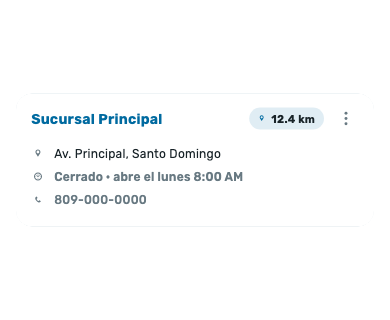 Sucursal Principal
12.4 km
Av. Principal, Santo Domingo
Cerrado • abre el lunes 8:00 AM
809-000-0000